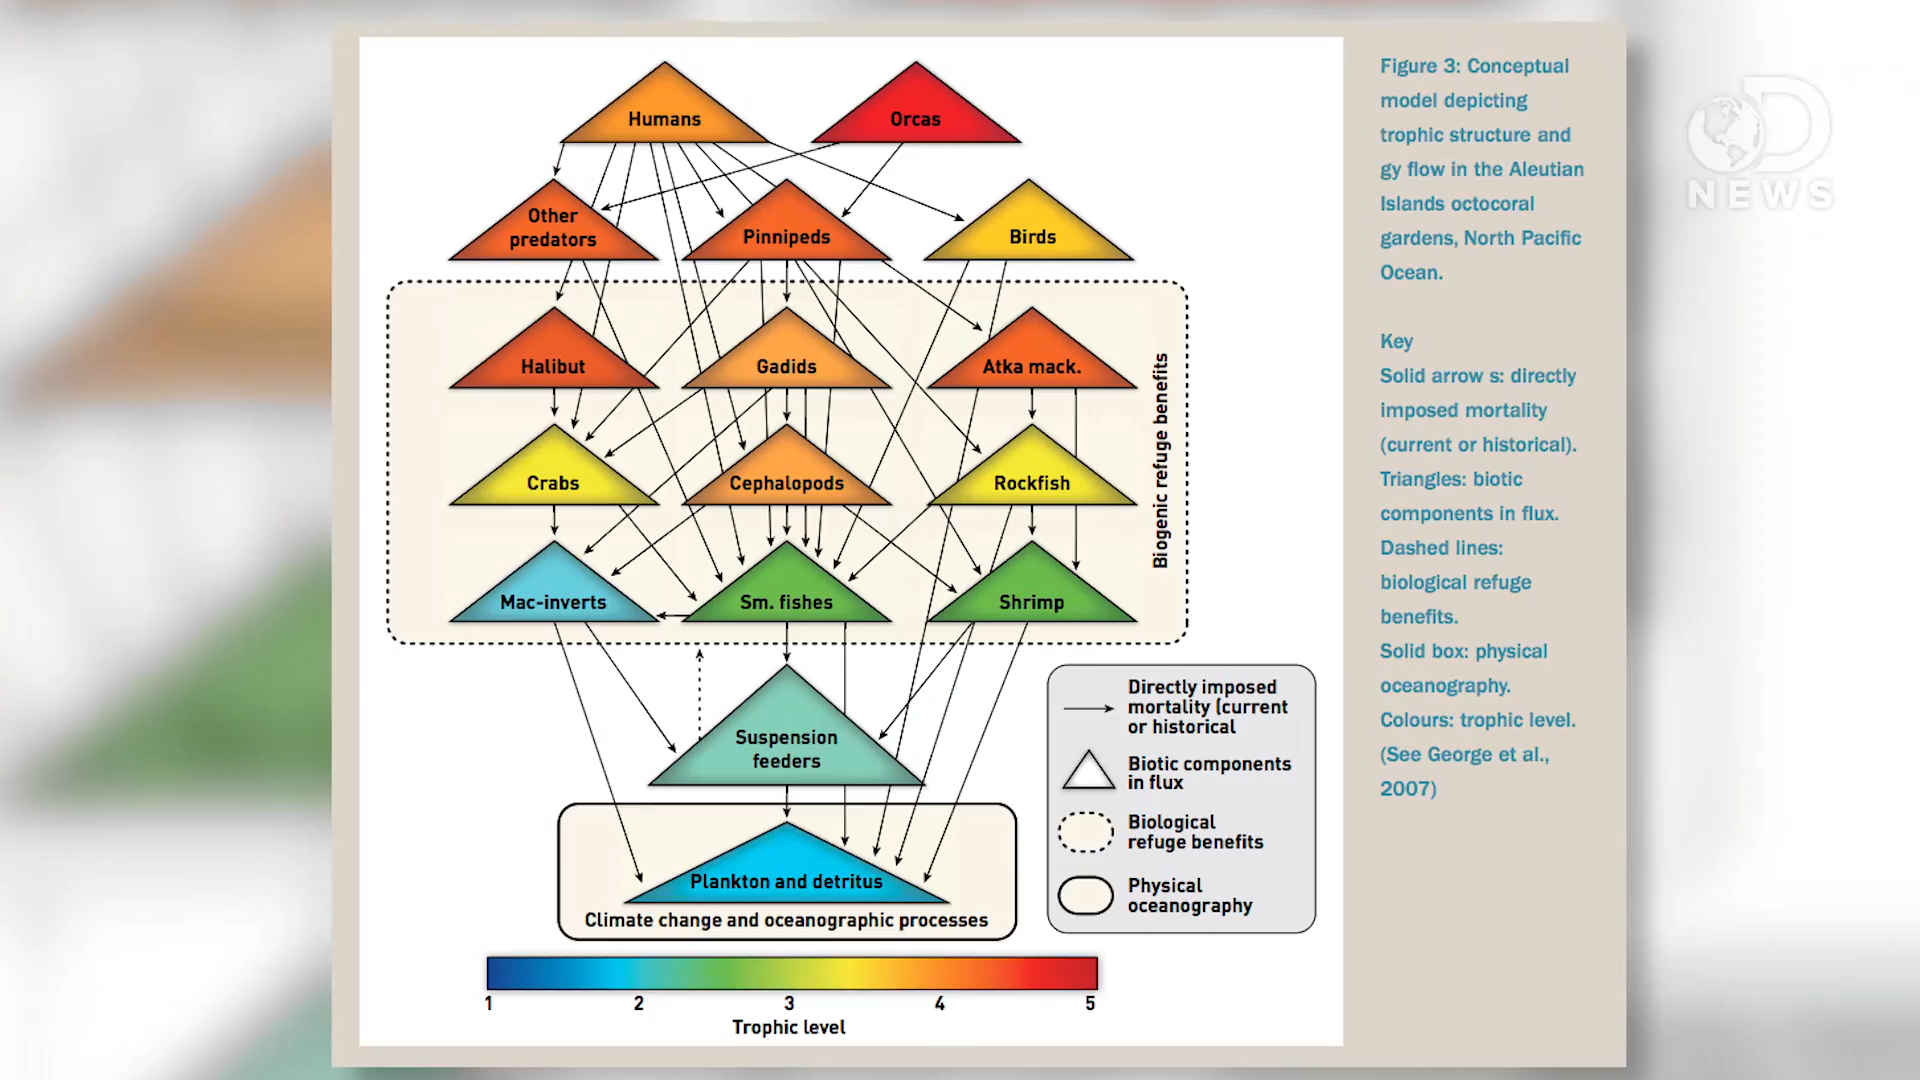 Humans
Orcas
Other
predators
Pinnipeds
Birds
Halibut
Gadids
Atka mack.
Crabs
Cephalopods
Rockfish
Biogenic refuge benefits
Mac-inverts
Sm. fishes
Shrimp
Suspension
feeders
Plankton and detritus
Climate change and oceanographic processes
Directly imposed
mortality (current
or historical
Biotic components
in flux
Biological
refuge benefits
Physical
oceanography
1 2 3 4 5
Trophic level
Figure 3: Conceptual
model depicting
trophic structure and
gy flow in the Aleutian
Islands octocoral
gardens, North Pacific
Ocean.
Key
Solid arrow s: directly
imposed mortality
(current or historical).
Triangles: biotic
components in flux.
Dashed lines:
biological refuge
benefits.
Solid box: physical
oceanography.
Colours: trophic level.
(See George et al.,
2007)
D
NEWS